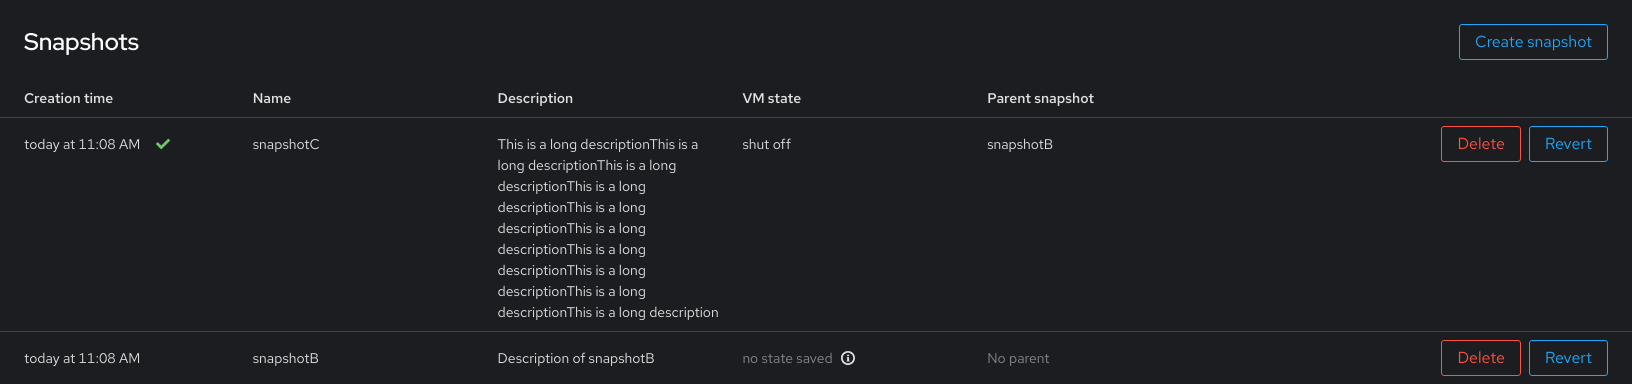 Snapshots
Create snapshot
Creation time Name Description VM state Parent snapshot
today at 11:08 AM snapshotC This is a long descriptionThis is a shut off snapshotB Delete Revert
long descriptionThis is a long
descriptionThis is a long
descriptionThis is a long
descriptionThis is a long
descriptionThis is a long
descriptionThis is a long
descriptionThis is a long
descriptionThis is a long description
today at 11:08 AM snapshotB Description of snapshotB no state saved No parent Delete Revert